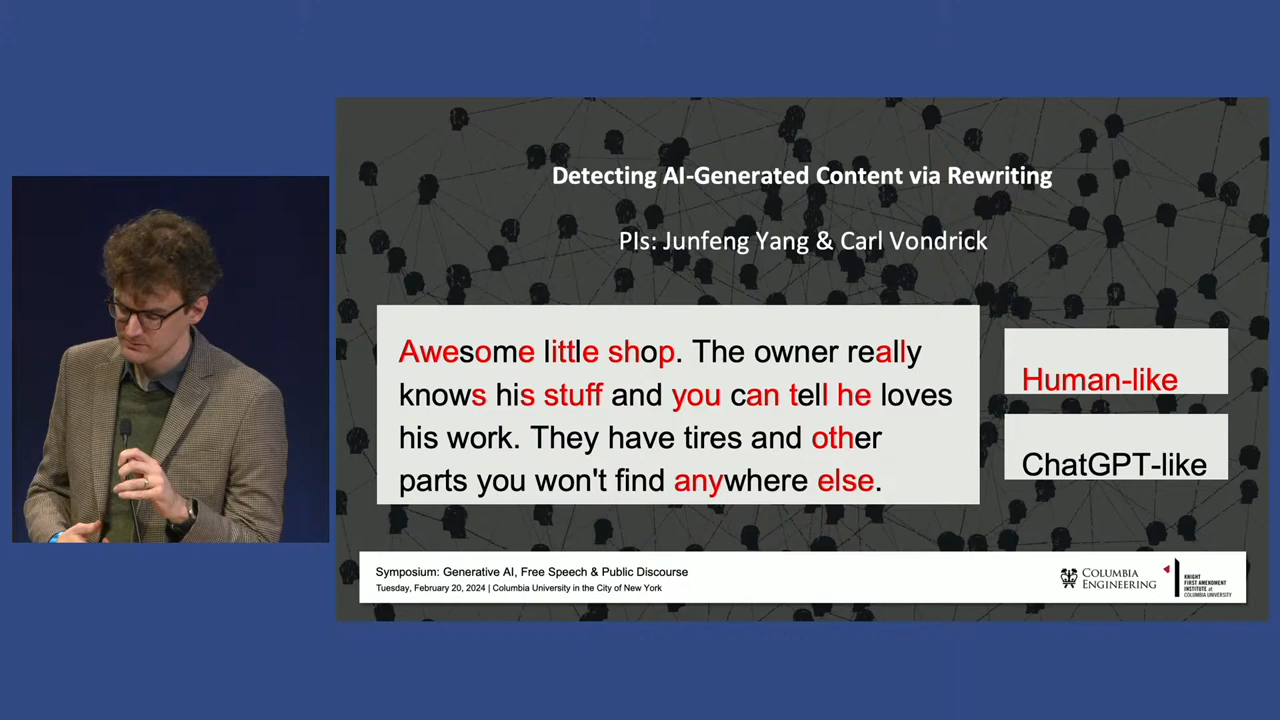 Detecting AI-Generated Content via Rewriting
PIs: Junfeng Yang & Carl Vondrick
Awesome little shop. The owner really
knows his stuff and you can tell he loves
his work. They have tires and other
parts you won't find anywhere else.
Human-like
ChatGPT-like
Symposium: Generative AI, Free Speech & Public Discourse
Tuesday, February 20, 2024 | Columbia University in the City of New York
COLUMBIA
ENGINEERING
KNIGHT
FIRST AMENDMENT
INSTITUTE at
COLUMBIA UNIVERSITY